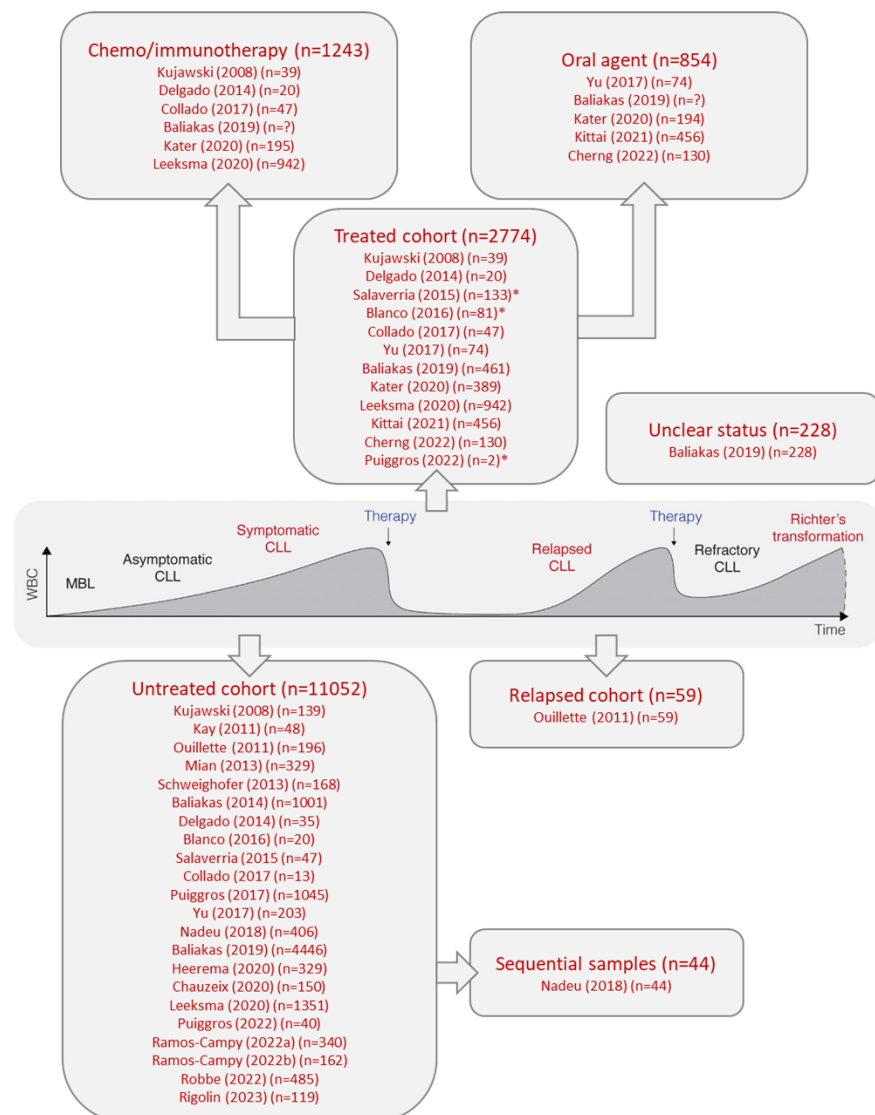 Chemo/immunotherapy (n=1243)
Kujawski (2008) (n=39)
Delgado (2014) (n=20)
Collado (2017) (n=47)
Baliakas (2019) (n=?)
Kater (2020) (n=195)
Leeksma (2020) (n=942)
Oral agent (n=854)
Yu (2017) (n=74)
Baliakas (2019) (n=?)
Kater (2020) (n=194)
Kittai (2021) (n=456)
Cherng (2022) (n=130)
Treated cohort (n=2774)
Kujawski (2008) (n=39)
Delgado (2014) (n=20)
Salaverria (2015) (n=133)*
Blanco (2016) (n=81)*
Collado (2017) (n=47)
Yu (2017) (n=74)
Baliakas (2019) (n=461)
Kater (2020) (n=389)
Leeksma (2020) (n=942)
Kittai (2021) (n=456)
Cherng (2022) (n=130)
Puiggros (2022) (n=2)*
Unclear status (n=228)
Baliakas (2019) (n=228)
WBC
MBL
Asymptomatic
CLL
Symptomatic
CLL
Therapy
Relapsed
CLL
Therapy
Refractory
CLL
Richter's
transformation
Time
Untreated cohort (n=11052)
Kujawski (2008) (n=139)
Kay (2011) (n=48)
Ouillette (2011) (n=196)
Mian (2013) (n=329)
Schweighofer (2013) (n=168)
Baliakas (2014) (n=1001)
Delgado (2014) (n=35)
Blanco (2016) (n=20)
Salaverria (2015 (n=47)
Collado (2017 (n=13)
Puiggros (2017) (n=1045)
Yu (2017) (n=203)
Nadeu (2018) (n=406)
Baliakas (2019) (n=4446)
Heerema (2020) (n=329)
Chauzeix (2020) (n=150)
Leeksma (2020) (n=1351)
Puiggros (2022) (n=40)
Ramos-Campy (2022a) (n=340)
Ramos-Campy (2022b) (n=162)
Robbe (2022) (n=485)
Rigolin (2023) (n=119)
Relapsed cohort (n=59)
Ouillette (2011) (n=59)
Sequential samples (n=44)
Nadeu (2018) (n=44)